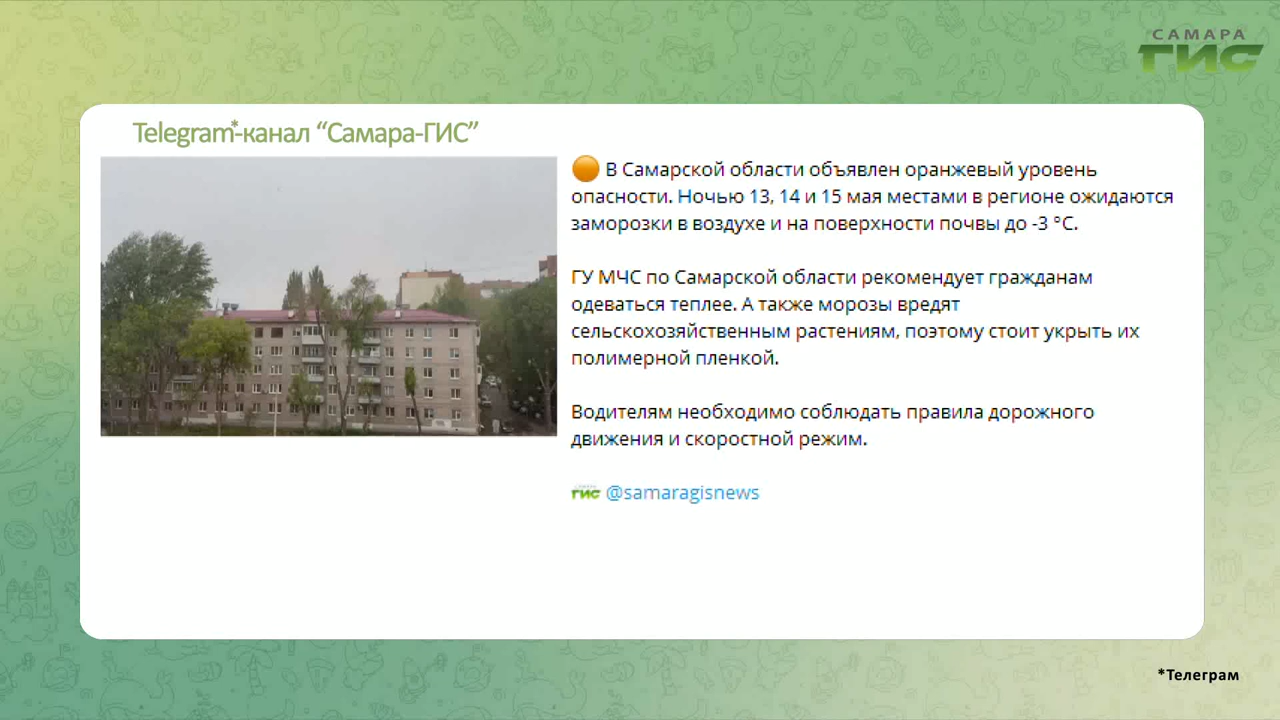 САМАРА
ГИС
Telegram*-канал “Самара-ГИС”
В Самарской области объявлен оранжевый уровень
опасности. Ночью 13, 14 и 15 мая местами в регионе ожидаются
заморозки в воздухе и на поверхности почвы до -3 °C.
ГУ МЧС по Самарской области рекомендует гражданам
одеваться теплее. А также морозы вредят
сельскохозяйственным растениям, поэтому стоит укрыть их
полимерной пленкой.
Водителям необходимо соблюдать правила дорожного
движения и скоростной режим.
САМАРА
ГИС @samaragisnews
*Телеграм